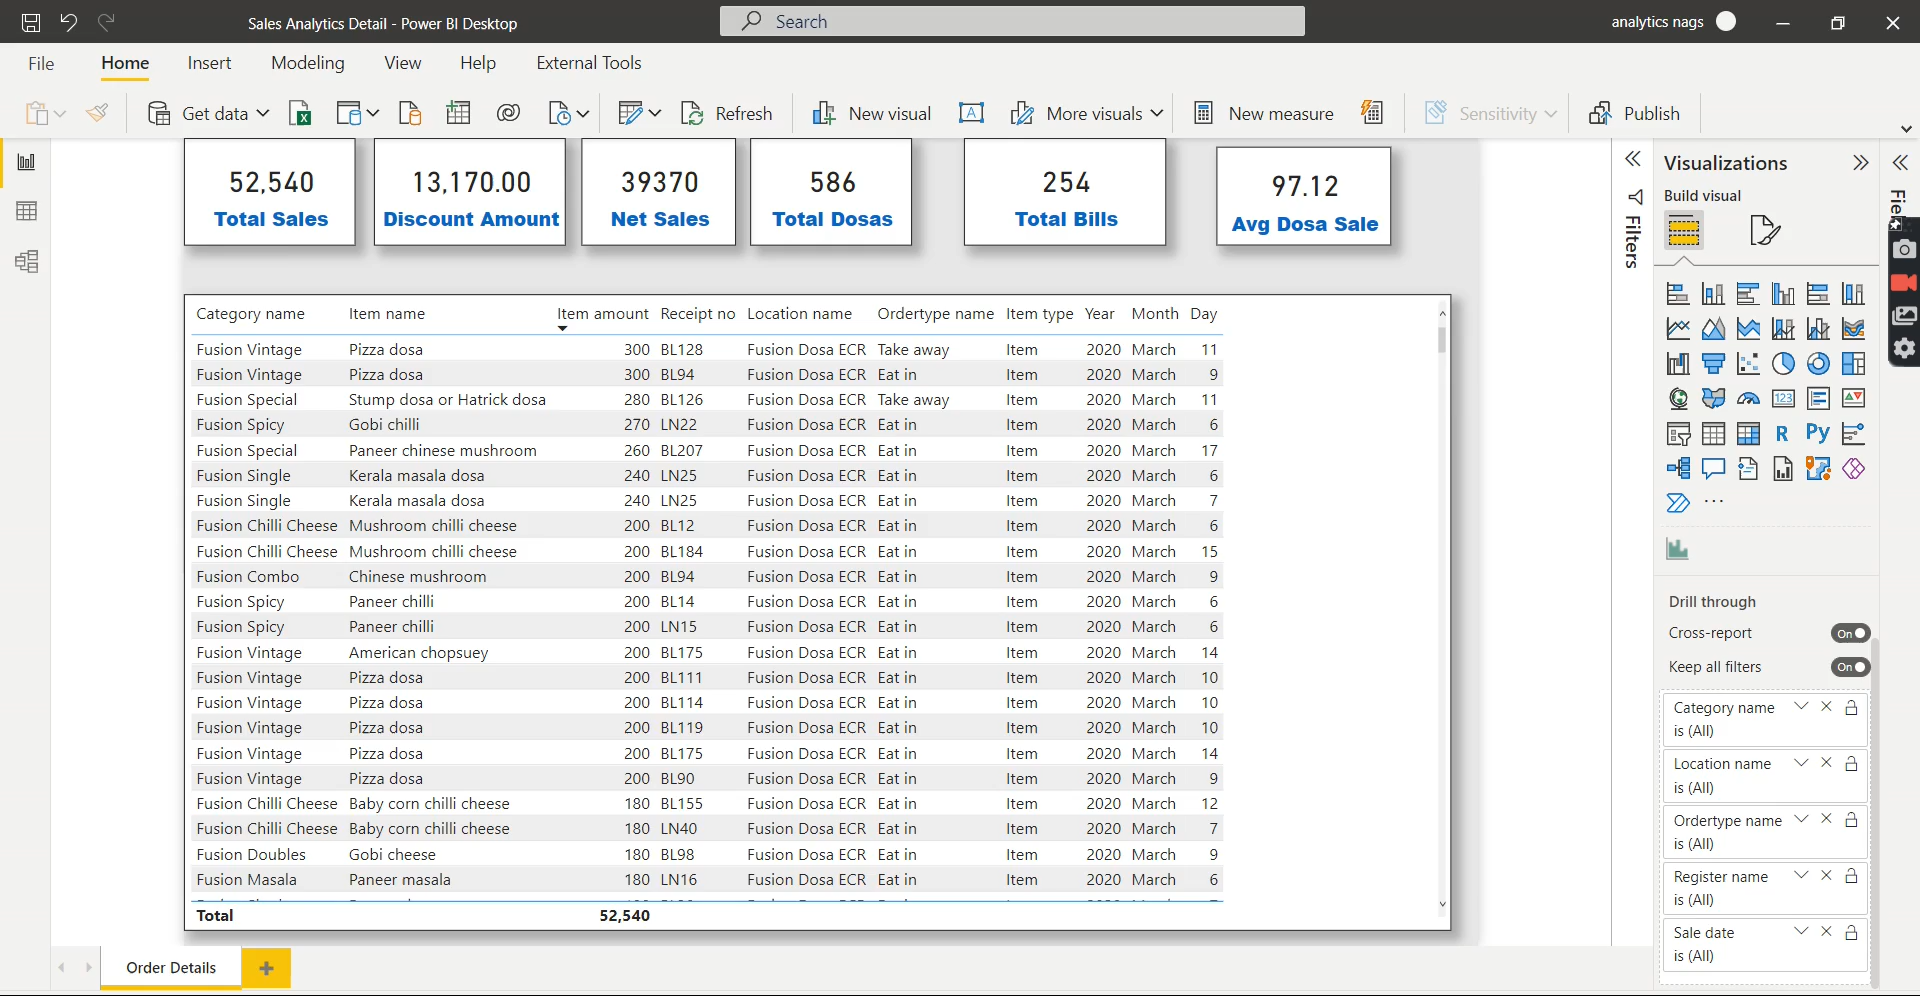 Sales Analytics Detail - Power BI Desktop
Search
analytics nags
File Home Insert Modeling View Help External Tools
Get data Refresh New visual More visuals New measure Sensitivity Publish
52,540 13,170.00 39370 586 254 97.12
Total Sales Discount Amount Net Sales Total Dosas Total Bills Avg Dosa Sale
Category name Item name Item amount Receipt no Location name Ordertype name Item type Year Month Day
Fusion Vintage Pizza dosa 300 BL128 Fusion Dosa ECR Take away Item 2020 March 11
Fusion Vintage Pizza dosa 300 BL94 Fusion Dosa ECR Eat in Item 2020 March 9
Fusion Special Stump dosa or Hatrick dosa 280 BL126 Fusion Dosa ECR Take away Item 2020 March 11
Fusion Spicy Gobi chilli 270 LN22 Fusion Dosa ECR Eat in Item 2020 March 6
Fusion Special Paneer chinese mushroom 260 BL207 Fusion Dosa ECR Eat in Item 2020 March 17
Fusion Single Kerala masala dosa 240 LN25 Fusion Dosa ECR Eat in Item 2020 March 6
Fusion Single Kerala masala dosa 240 LN25 Fusion Dosa ECR Eat in Item 2020 March 7
Fusion Chilli Cheese Mushroom chilli cheese 200 BL12 Fusion Dosa ECR Eat in Item 2020 March 6
Fusion Chilli Cheese Mushroom chilli cheese 200 BL184 Fusion Dosa ECR Eat in Item 2020 March 15
Fusion Combo Chinese mushroom 200 BL94 Fusion Dosa ECR Eat in Item 2020 March 9
Fusion Spicy Paneer chilli 200 BL14 Fusion Dosa ECR Eat in Item 2020 March 6
Fusion Spicy Paneer chilli 200 LN15 Fusion Dosa ECR Eat in Item 2020 March 6
Fusion Vintage American chopsuey 200 BL175 Fusion Dosa ECR Eat in Item 2020 March 14
Fusion Vintage Pizza dosa 200 BL111 Fusion Dosa ECR Eat in Item 2020 March 10
Fusion Vintage Pizza dosa 200 BL114 Fusion Dosa ECR Eat in Item 2020 March 10
Fusion Vintage Pizza dosa 200 BL119 Fusion Dosa ECR Eat in Item 2020 March 10
Fusion Vintage Pizza dosa 200 BL175 Fusion Dosa ECR Eat in Item 2020 March 14
Fusion Vintage Pizza dosa 200 BL90 Fusion Dosa ECR Eat in Item 2020 March 9
Fusion Chilli Cheese Baby corn chilli cheese 180 BL155 Fusion Dosa ECR Eat in Item 2020 March 12
Fusion Chilli Cheese Baby corn chilli cheese 180 LN40 Fusion Dosa ECR Eat in Item 2020 March 7
Fusion Doubles Gobi cheese 180 BL98 Fusion Dosa ECR Eat in Item 2020 March 9
Fusion Masala Paneer masala 180 LN16 Fusion Dosa ECR Eat in Item 2020 March 6
Total 52,540
Order Details
Filters
Visualizations
Build visual
123
R Py
...
Drill through
Cross-report On
Keep all filters On
Category name
is (All)
Location name
is (All)
Ordertype name
is (All)
Register name
is (All)
Sale date
is (All)